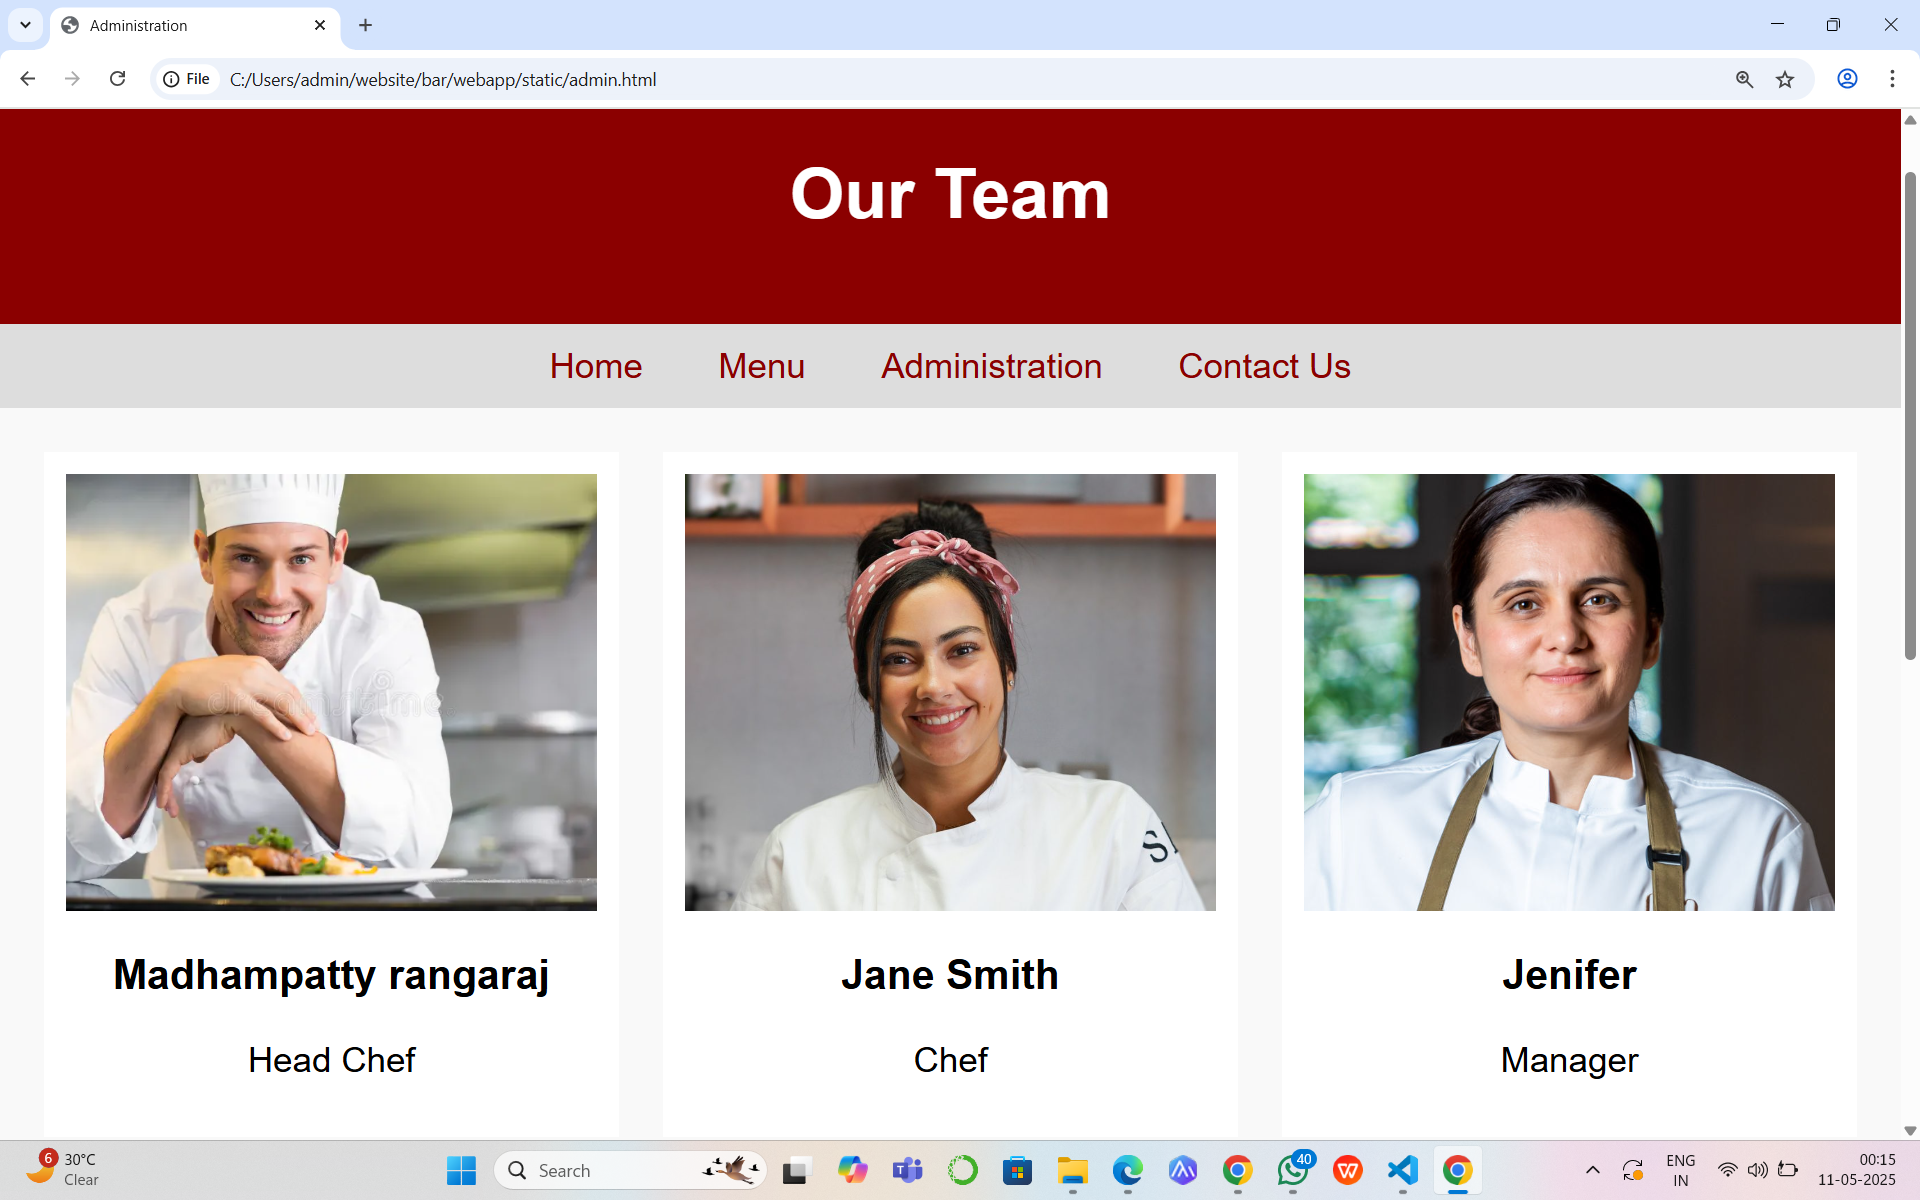 Administration
File
C:/Users/admin/website/bar/webapp/static/admin.html
Our Team
Home Menu Administration Contact Us
dreamstime
S
Madhampatty rangaraj
Jane Smith
Jenifer
Head Chef
Chef
Manager
6
30°C
Clear
Search
40
ENG
IN
00:15
11-05-2025